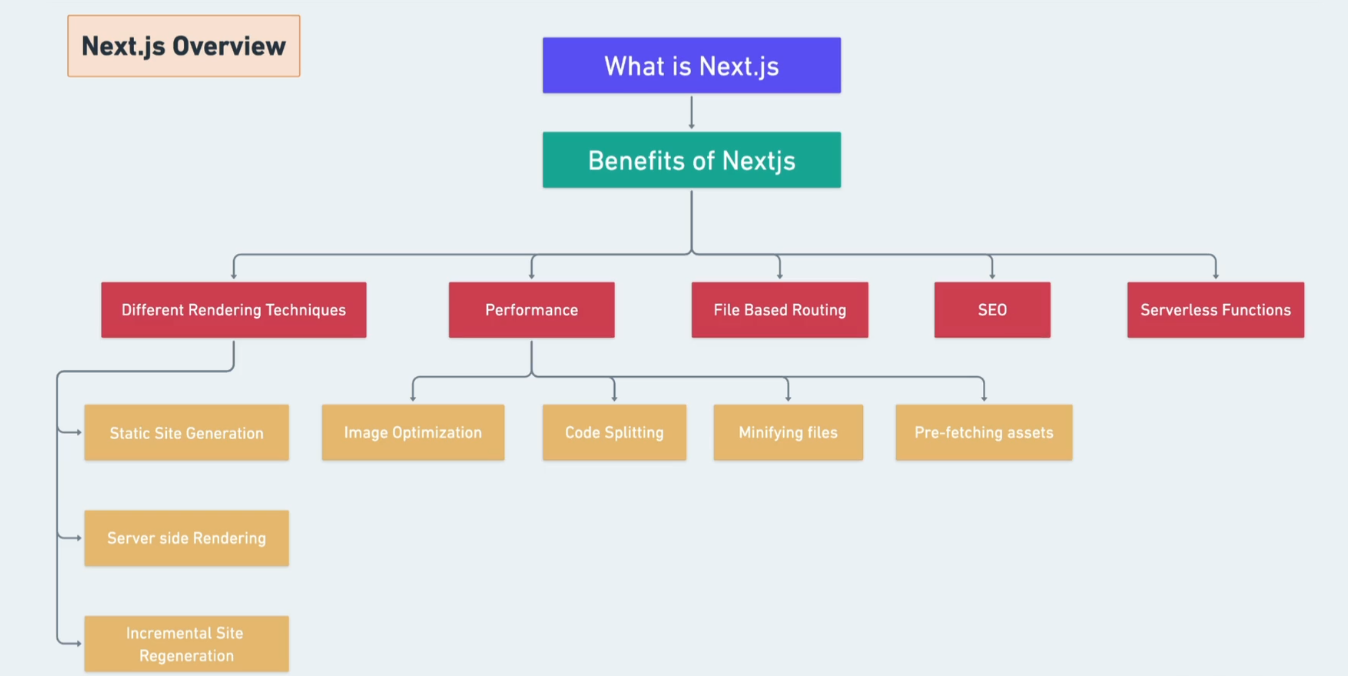 Next.js Overview
What is Next.js
Benefits of Nextjs
Different Rendering Techniques
Performance
File Based Routing
SEO
Serverless Functions
Static Site Generation
Image Optimization
Code Splitting
Minifying files
Pre-fetching assets
Server side Rendering
Incremental Site
Regeneration